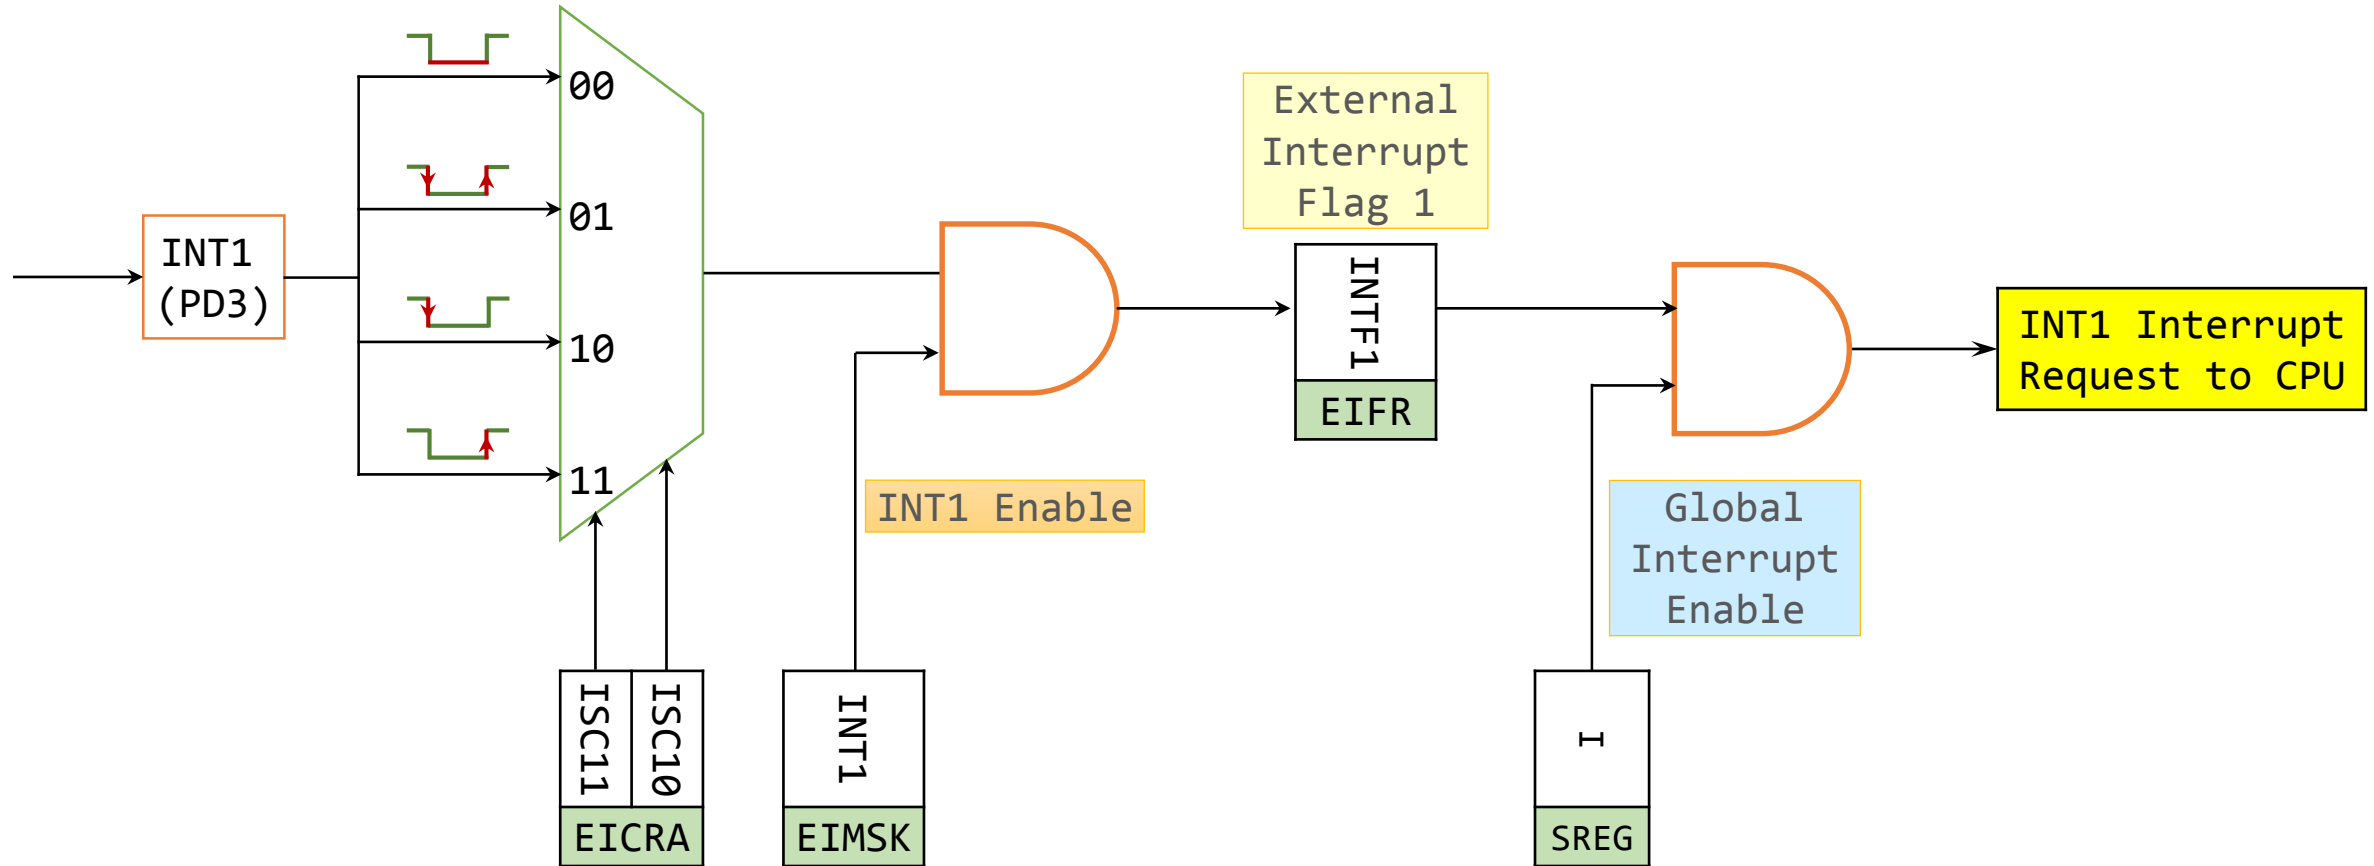 00
01
10
11
INT1
(PD3)
External
Interrupt
Flag 1
INTF1
EIFR
INT1 Interrupt
Request to CPU
INT1 Enable
Global
Interrupt
Enable
ISC11
ISC10
EICRA
INT1
EIMSK
I
SREG